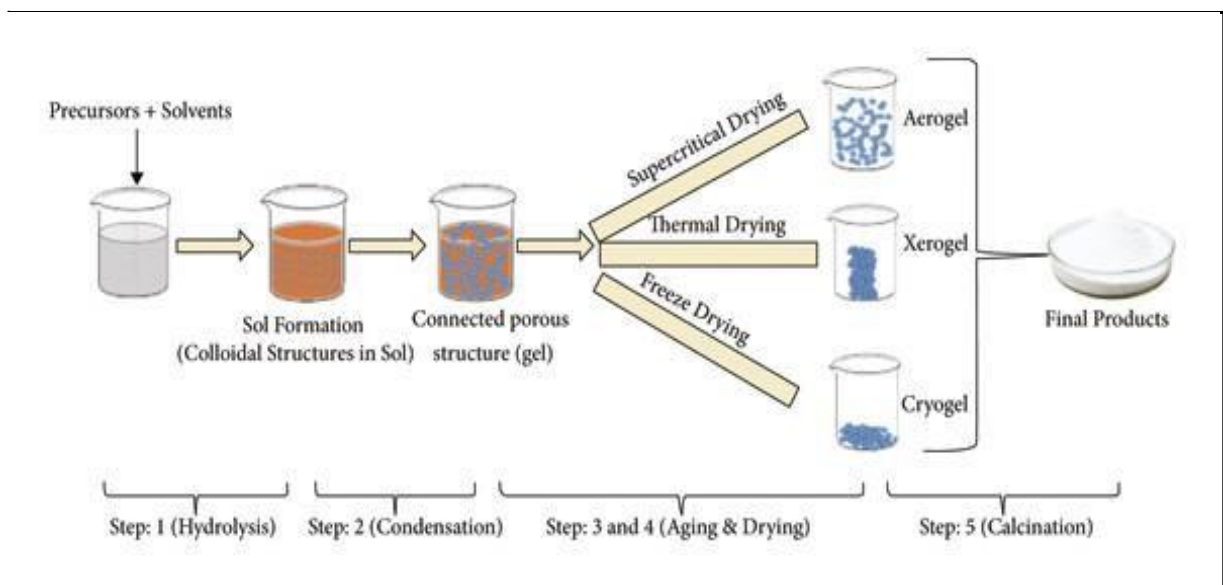 Precursors + Solvents
Sol Formation
(Colloidal Structures in Sol)
Connected porous
structure (gel)
Supercritical Drying
Thermal Drying
Freeze Drying
Aerogel
Xerogel
Cryogel
Final Products
Step: 1 (Hydrolysis)
Step: 2 (Condensation)
Step: 3 and 4 (Aging & Drying)
Step: 5 (Calcination)